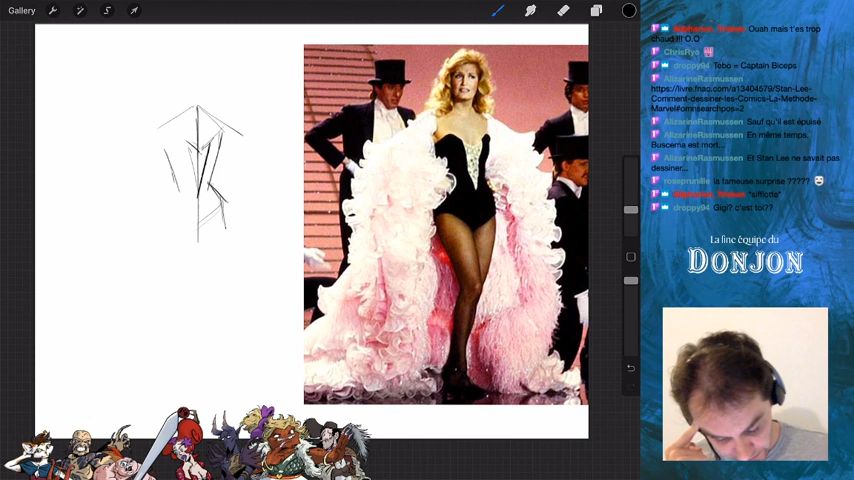 Gallery
Ouah mais t'es trop
chaud !!! O.O
ChrisRyo
droppy94 Tebo = Captain Biceps
AlizarineRasmussen
https://livre.fnac.com/a13404579/Stan-Lee-
Comment-dessiner-les-Comics-La-Methode-
Marvel#omnsearchpos=2
AlizarineRasmussen Sauf qu'il est épuisé
AlizarineRasmussen En même temps,
Buscema est mort...
AlizarineRasmussen Et Stan Lee ne savait pas
dessiner...
roseprunille la fameuse surprise ?????
*sifflotte*
droppy94 Gigi? c'est toi??
La fine équipe du
DONJON